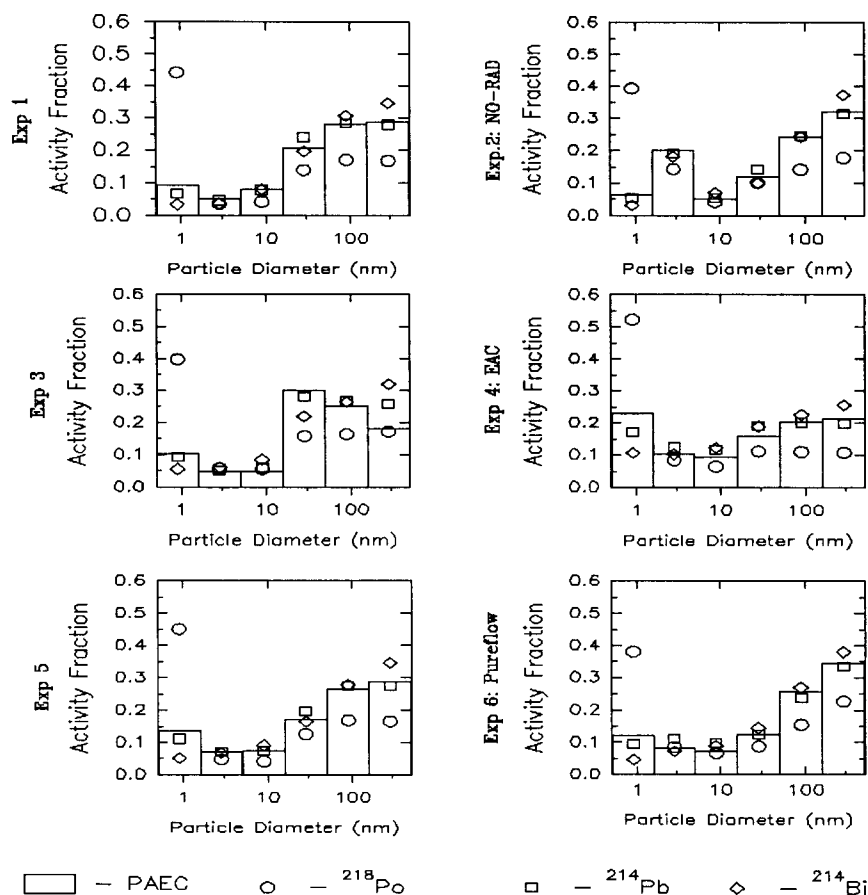 Exp 1
Activity Fraction
0.6
0.5
0.4
0.3
0.2
0.1
0.0
1 10 100
Particle Diameter (nm)
Exp.2: NO-RAD
Activity Fraction
0.6
0.5
0.4
0.3
0.2
0.1
0.0
1 10 100
Particle Diameter (nm)
Exp 3
Activity Fraction
0.6
0.5
0.4
0.3
0.2
0.1
0.0
1 10 100
Particle Diameter (nm)
Exp 4: EAC
Activity Fraction
0.6
0.5
0.4
0.3
0.2
0.1
0.0
1 10 100
Particle Diameter (nm)
Exp 5
Activity Fraction
0.6
0.5
0.4
0.3
0.2
0.1
0.0
1 10 100
Particle Diameter (nm)
Exp 6: Pureflow
Activity Fraction
0.6
0.5
0.4
0.3
0.2
0.1
0.0
1 10 100
Particle Diameter (nm)
— PAEC — 218Po — 214Pb — 214Bi